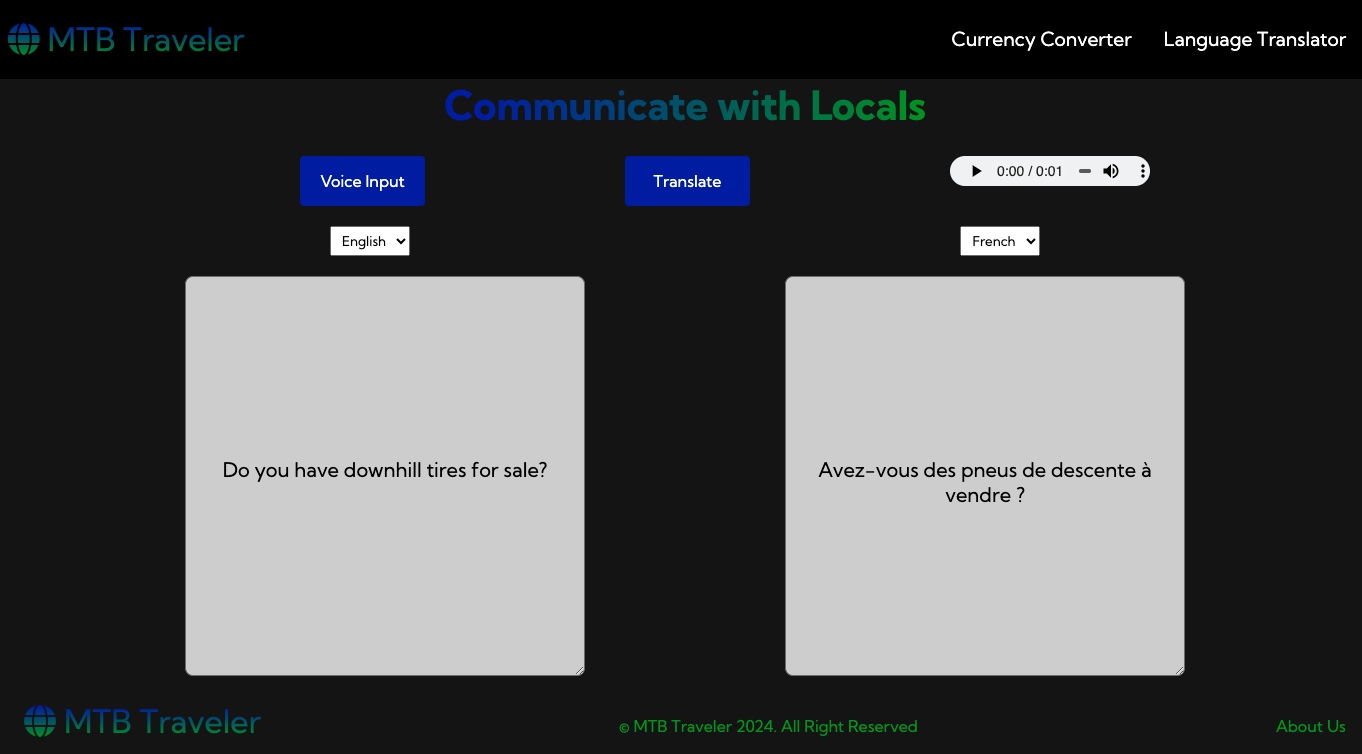 MTB Traveler
Currency Converter
Language Translator
Communicate with Locals
Voice Input
Translate
0:00 / 0:01
English
French
Do you have downhill tires for sale?
Avez-vous des pneus de descente à
vendre ?
MTB Traveler
© MTB Traveler 2024. All Right Reserved
About Us